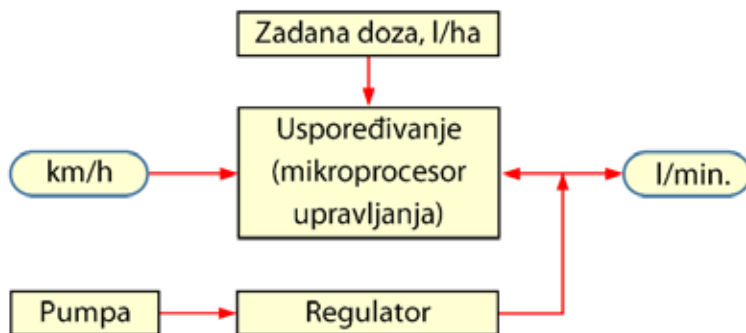 Zadana doza, l/ha
Uspoređivanje
(mikroprocesor
upravljanja)
km/h
l/min.
Pumpa
Regulator